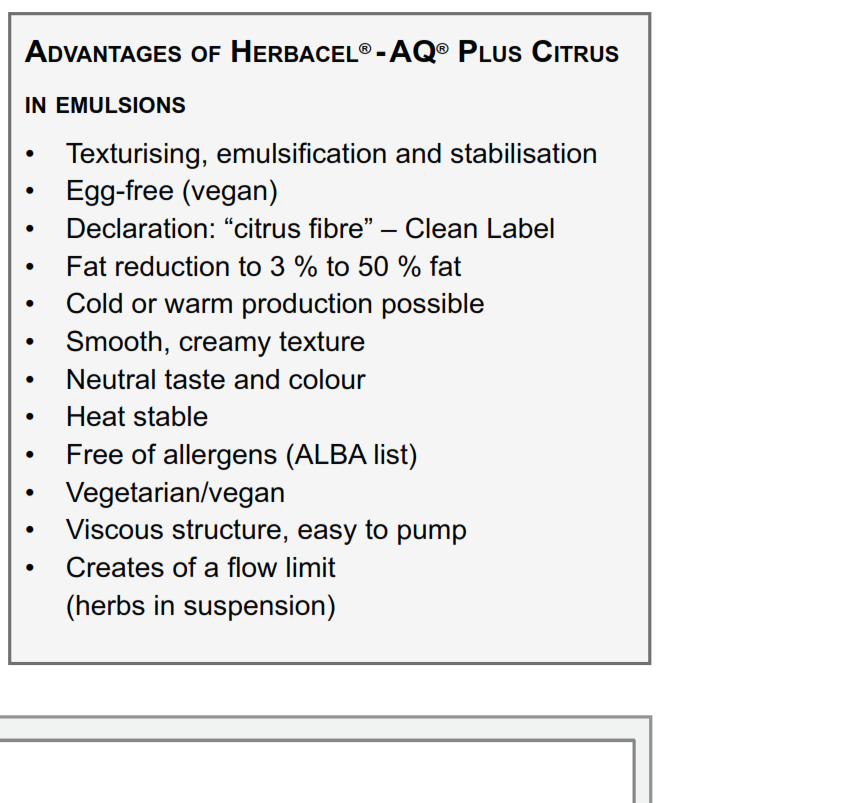 ADVANTAGES OF HERBACEL®-AQ® PLUS CITRUS
IN EMULSIONS
• Texturising, emulsification and stabilisation
• Egg-free (vegan)
• Declaration: “citrus fibre” – Clean Label
• Fat reduction to 3 % to 50 % fat
• Cold or warm production possible
• Smooth, creamy texture
• Neutral taste and colour
• Heat stable
• Free of allergens (ALBA list)
• Vegetarian/vegan
• Viscous structure, easy to pump
• Creates of a flow limit
(herbs in suspension)